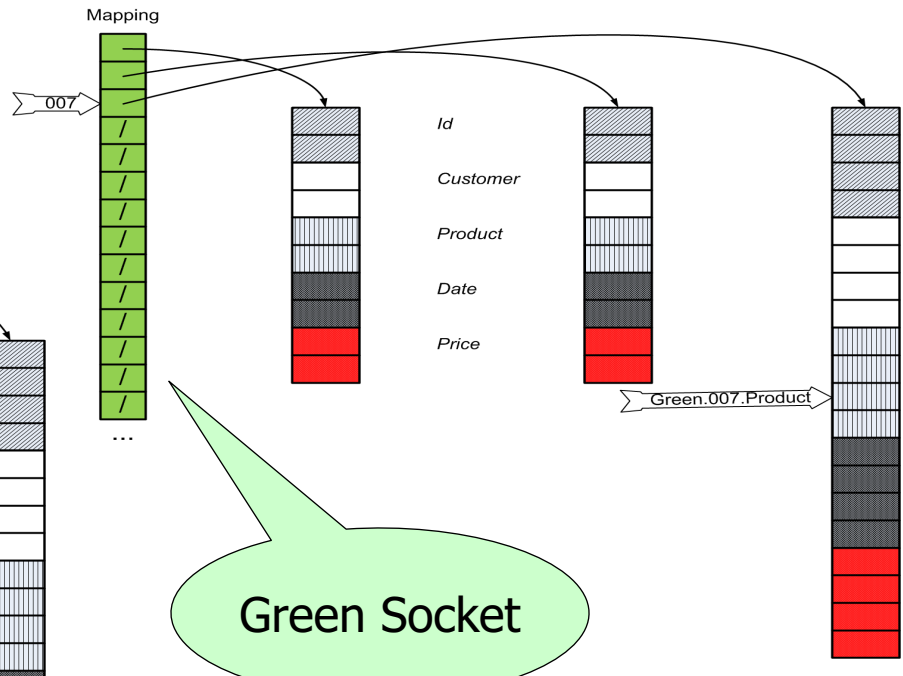 Mapping
007
/
/
/
/
/
/
/
/
/
/
/
...
Id
Customer
Product
Date
Price
Green.007.Product
Green Socket